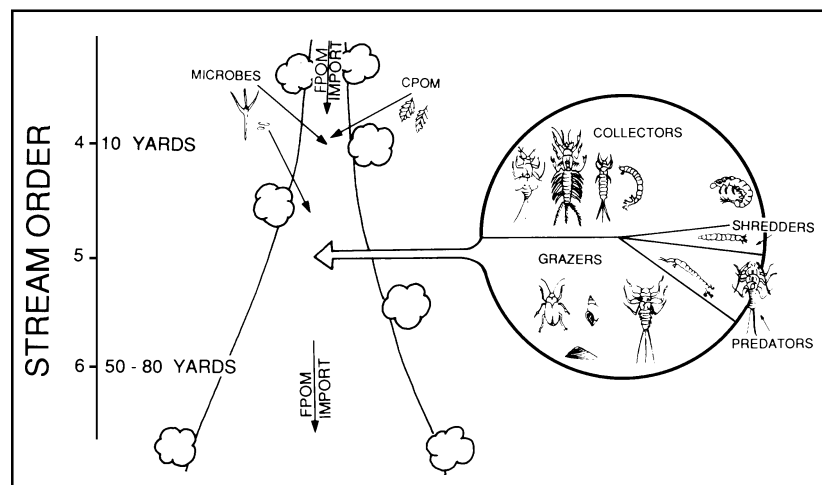 STREAM ORDER
4
10 YARDS
5
6
50 - 80 YARDS
MICROBES
FPOM
IMPORT
CPOM
FPOM
IMPORT
COLLECTORS
SHREDDERS
GRAZERS
PREDATORS